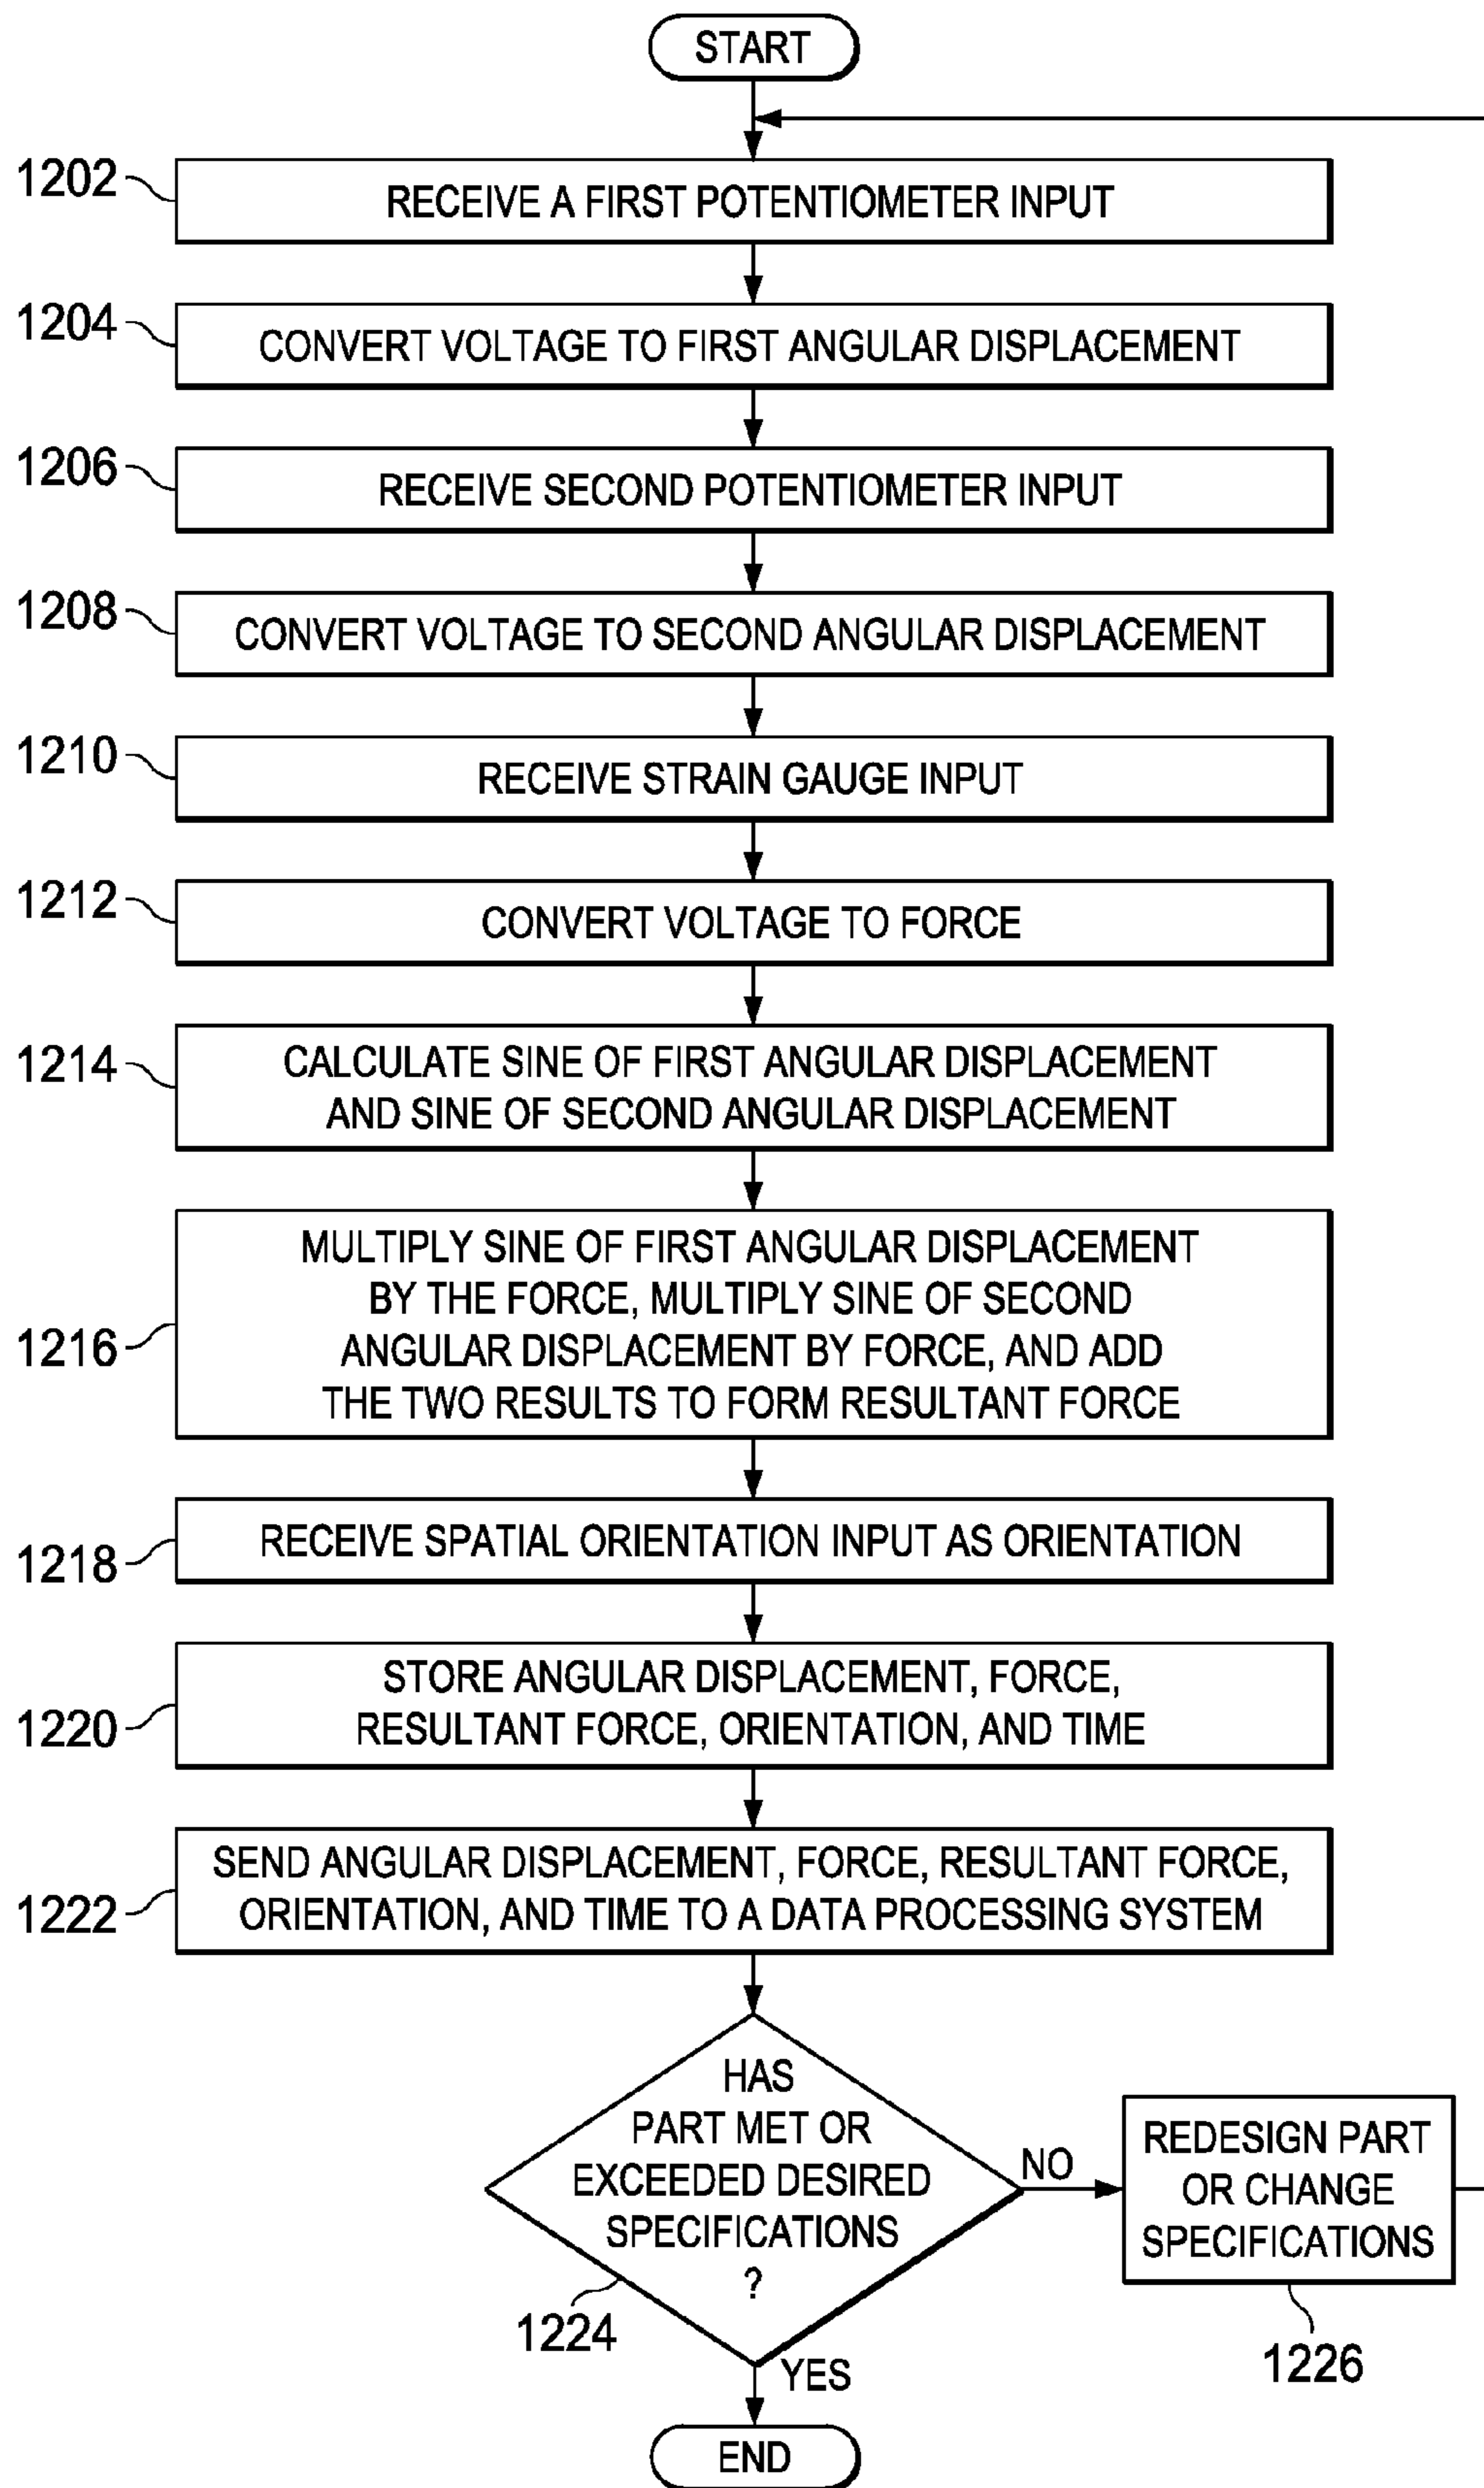 START
1202
RECEIVE A FIRST POTENTIOMETER INPUT
1204
CONVERT VOLTAGE TO FIRST ANGULAR DISPLACEMENT
1206
RECEIVE SECOND POTENTIOMETER INPUT
1208
CONVERT VOLTAGE TO SECOND ANGULAR DISPLACEMENT
1210
RECEIVE STRAIN GAUGE INPUT
1212
CONVERT VOLTAGE TO FORCE
1214
CALCULATE SINE OF FIRST ANGULAR DISPLACEMENT
AND SINE OF SECOND ANGULAR DISPLACEMENT
1216
MULTIPLY SINE OF FIRST ANGULAR DISPLACEMENT
BY THE FORCE, MULTIPLY SINE OF SECOND
ANGULAR DISPLACEMENT BY FORCE, AND ADD
THE TWO RESULTS TO FORM RESULTANT FORCE
1218
RECEIVE SPATIAL ORIENTATION INPUT AS ORIENTATION
1220
STORE ANGULAR DISPLACEMENT, FORCE,
RESULTANT FORCE, ORIENTATION, AND TIME
1222
SEND ANGULAR DISPLACEMENT, FORCE, RESULTANT FORCE,
ORIENTATION, AND TIME TO A DATA PROCESSING SYSTEM
HAS
PART MET OR
EXCEEDED DESIRED
SPECIFICATIONS
?
1224
NO
REDESIGN PART
OR CHANGE
SPECIFICATIONS
1226
YES
END